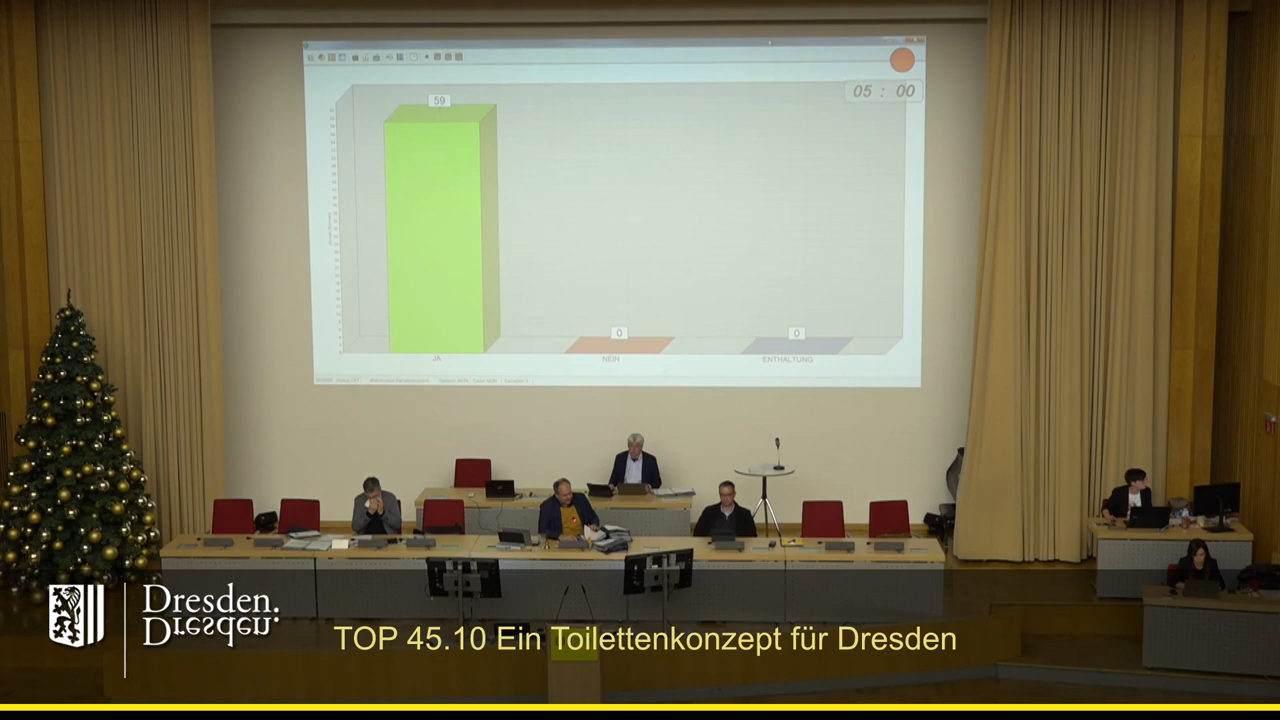 05 : 00
59
0
0
JA
NEIN
ENTHALTUNG
Dresden.
Dresden.
TOP 45.10 Ein Toilettenkonzept für Dresden